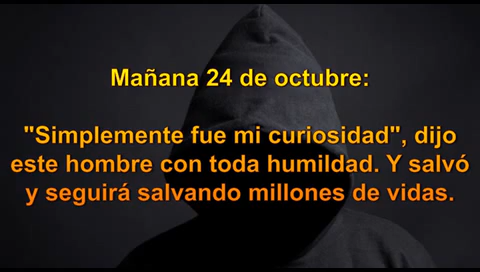 Mañana 24 de octubre:
"Simplemente fue mi curiosidad", dijo
este hombre con toda humildad. Y salvó
y seguirá salvando millones de vidas.